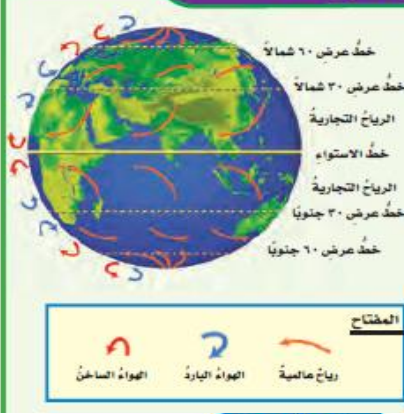 خطُّ عرضِ ٦٠ شمالاً
خطُّ عرضِ ٣٠ شمالاً
الرياحُ التجاريةُ
خطُّ الاستواءِ
الرياحُ التجاريةُ
خطُّ عرضِ ٣٠ جنوبًا
خطُّ عرضِ ٦٠ جنوبًا
المفتاح
رياحٌ عالميةٌ
الهواءُ الباردُ
الهواءُ الساخنُ